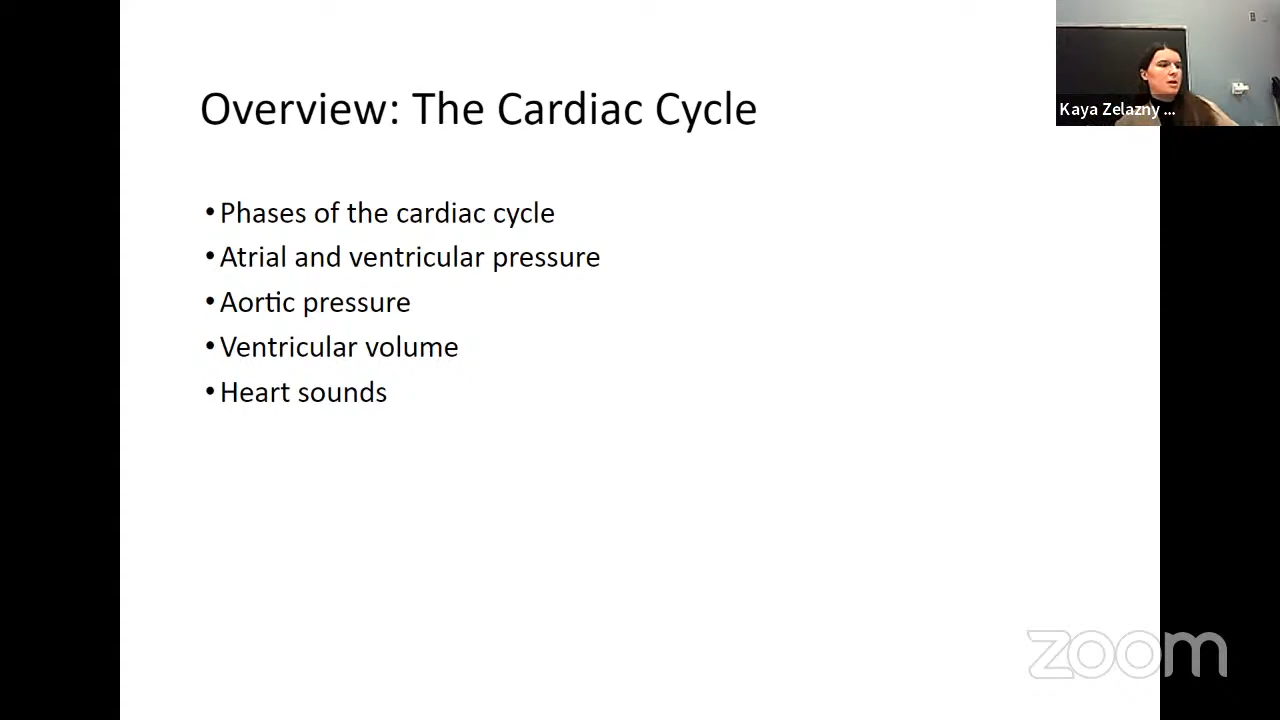 Overview: The Cardiac Cycle
Kaya Zelazny ...
•Phases of the cardiac cycle
•Atrial and ventricular pressure
•Aortic pressure
•Ventricular volume
•Heart sounds
zoom